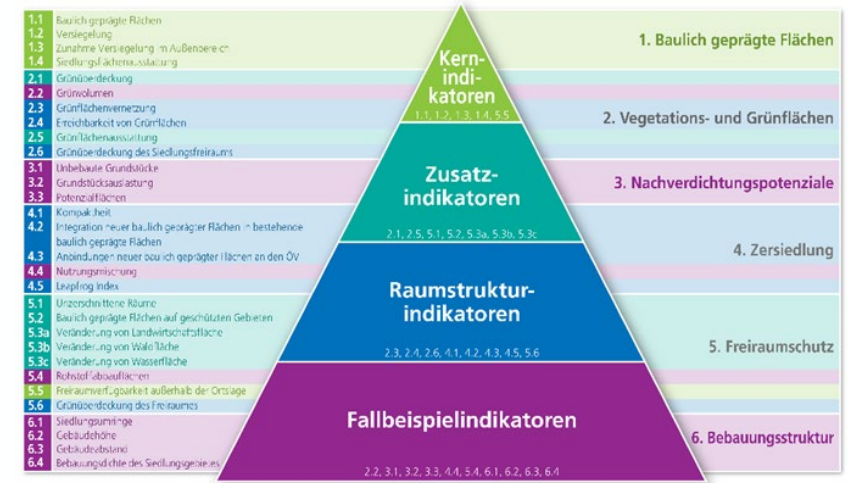 1.1 Baulich geprägte Flächen
1.2 Versiegelung
1.3 Zunahme Versiegelung im Außenbereich
1.4 Siedlungsflächenausstattung
2.1 Grünüberdeckung
2.2 Grünvolumen
2.3 Grünflächenvernetzung
2.4 Erreichbarkeit von Grünflächen
2.5 Grünflächenausstattung
2.6 Grünüberdeckung des Siedlungsfreiraums
3.1 Unbebaute Grundstücke
3.2 Grundstücksauslastung
3.3 Potenzialflächen
4.1 Kompaktheit
4.2 Integration neuer baulich geprägter Flächen in bestehende
baulich geprägte Flächen
4.3 Anbindungen neuer baulich geprägter Flächen an den ÖV
4.4 Nutzungsmischung
4.5 Leapfrog Index
5.1 Unzerschnittene Räume
5.2 Baulich geprägte Flächen auf geschützten Gebieten
5.3a Veränderung von Landwirtschaftsfläche
5.3b Veränderung von Waldfläche
5.3c Veränderung von Wasserfläche
5.4 Rohstoffabbauflächen
5.5 Freiraumverfügbarkeit außerhalb der Ortslage
5.6 Grünüberdeckung des Freiraumes
6.1 Siedlungsumringe
6.2 Gebäudehöhe
6.3 Gebäudeabstand
6.4 Bebauungsdichte des Siedlungsgebietes
Kern-
indi-
katoren
1.1, 1.2, 1.3, 1.4, 5.5
Zusatz-
indikatoren
2.1, 2.5, 5.1, 5.2, 5.3a, 5.3b, 5.3c
Raumstruktur-
indikatoren
2.3, 2.4, 2.6, 4.1, 4.2, 4.3, 4.5, 5.6
Fallbeispielindikatoren
2.2, 3.1, 3.2, 3.3, 4.4, 5.4, 6.1, 6.2, 6.3, 6.4
1. Baulich geprägte Flächen
2. Vegetations- und Grünflächen
3. Nachverdichtungspotenziale
4. Zersiedlung
5. Freiraumschutz
6. Bebauungsstruktur